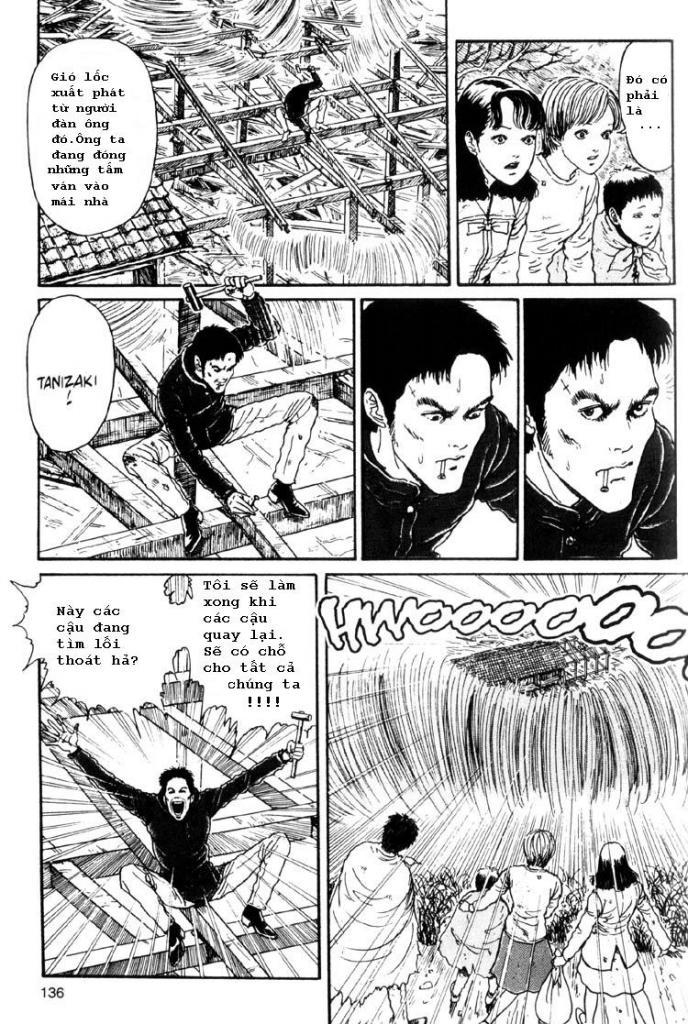 Gió lốc
xuất phát
từ người
đàn ông
đó.Ông ta
đang đóng
những tấm
ván vào
mái nhà
Đó có
phải
là
...
TANIZAKI
!
Này các
cậu đang
tìm lối
thoát hả?
Tôi sẽ làm
xong khi
các cậu
quay lại.
Sẽ có chỗ
cho tất cả
chúng ta
!!!!
HWOOOOOOO
136